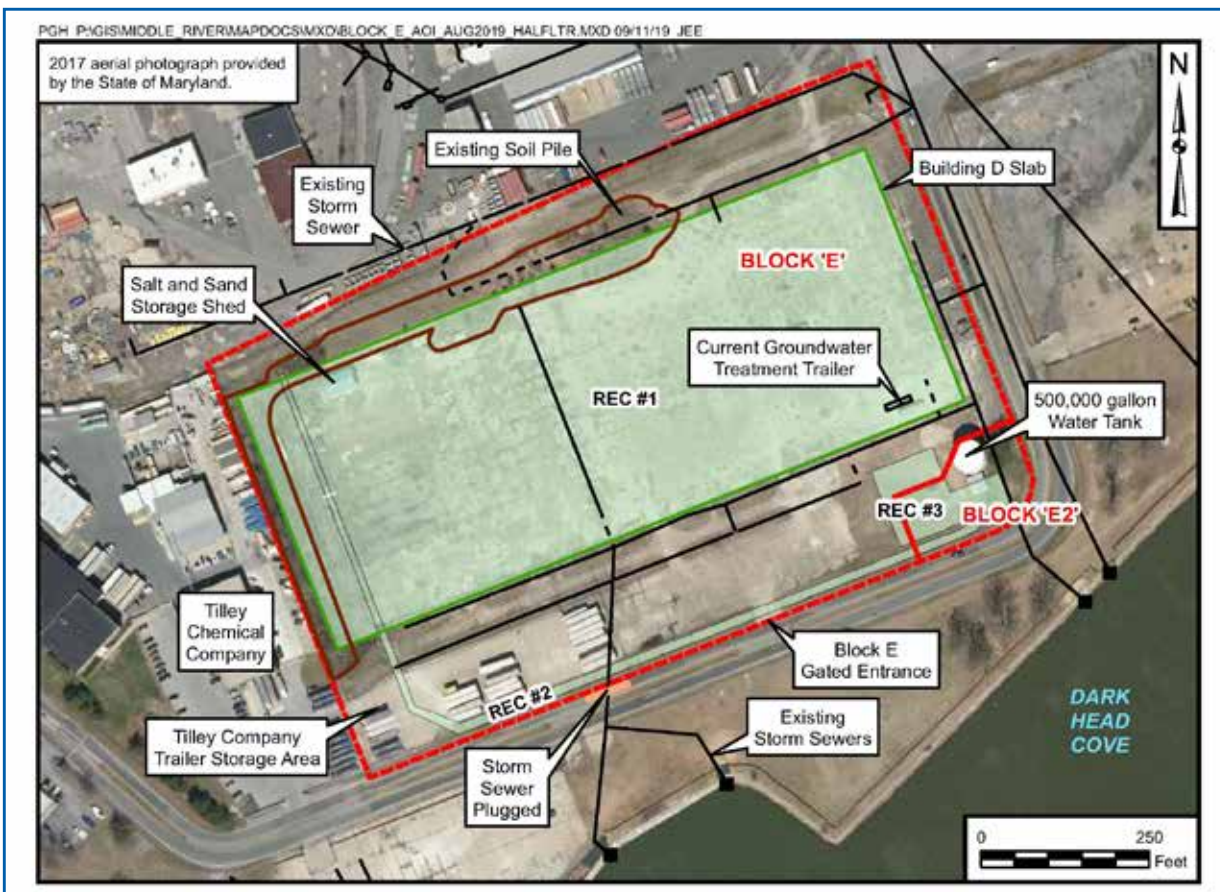 PGH P:\GIS\MIDDLE_RIVER\MAPDOCS\MXD\BLOCK_E_AOI_AUG2019_HALFLTR.MXD 09/11/19 JEE
2017 aerial photograph provided
by the State of Maryland.
N
Existing Soil Pile
Building D Slab
Existing
Storm
Sewer
BLOCK 'E'
Salt and Sand
Storage Shed
Current Groundwater
Treatment Trailer
REC #1
500,000 gallon
Water Tank
REC #3
BLOCK 'E2'
Tilley
Chemical
Company
Block E
Gated Entrance
REC #2
DARK
HEAD
COVE
Tilley Company
Trailer Storage Area
Existing
Storm Sewers
Storm
Sewer
Plugged
0
250
Feet